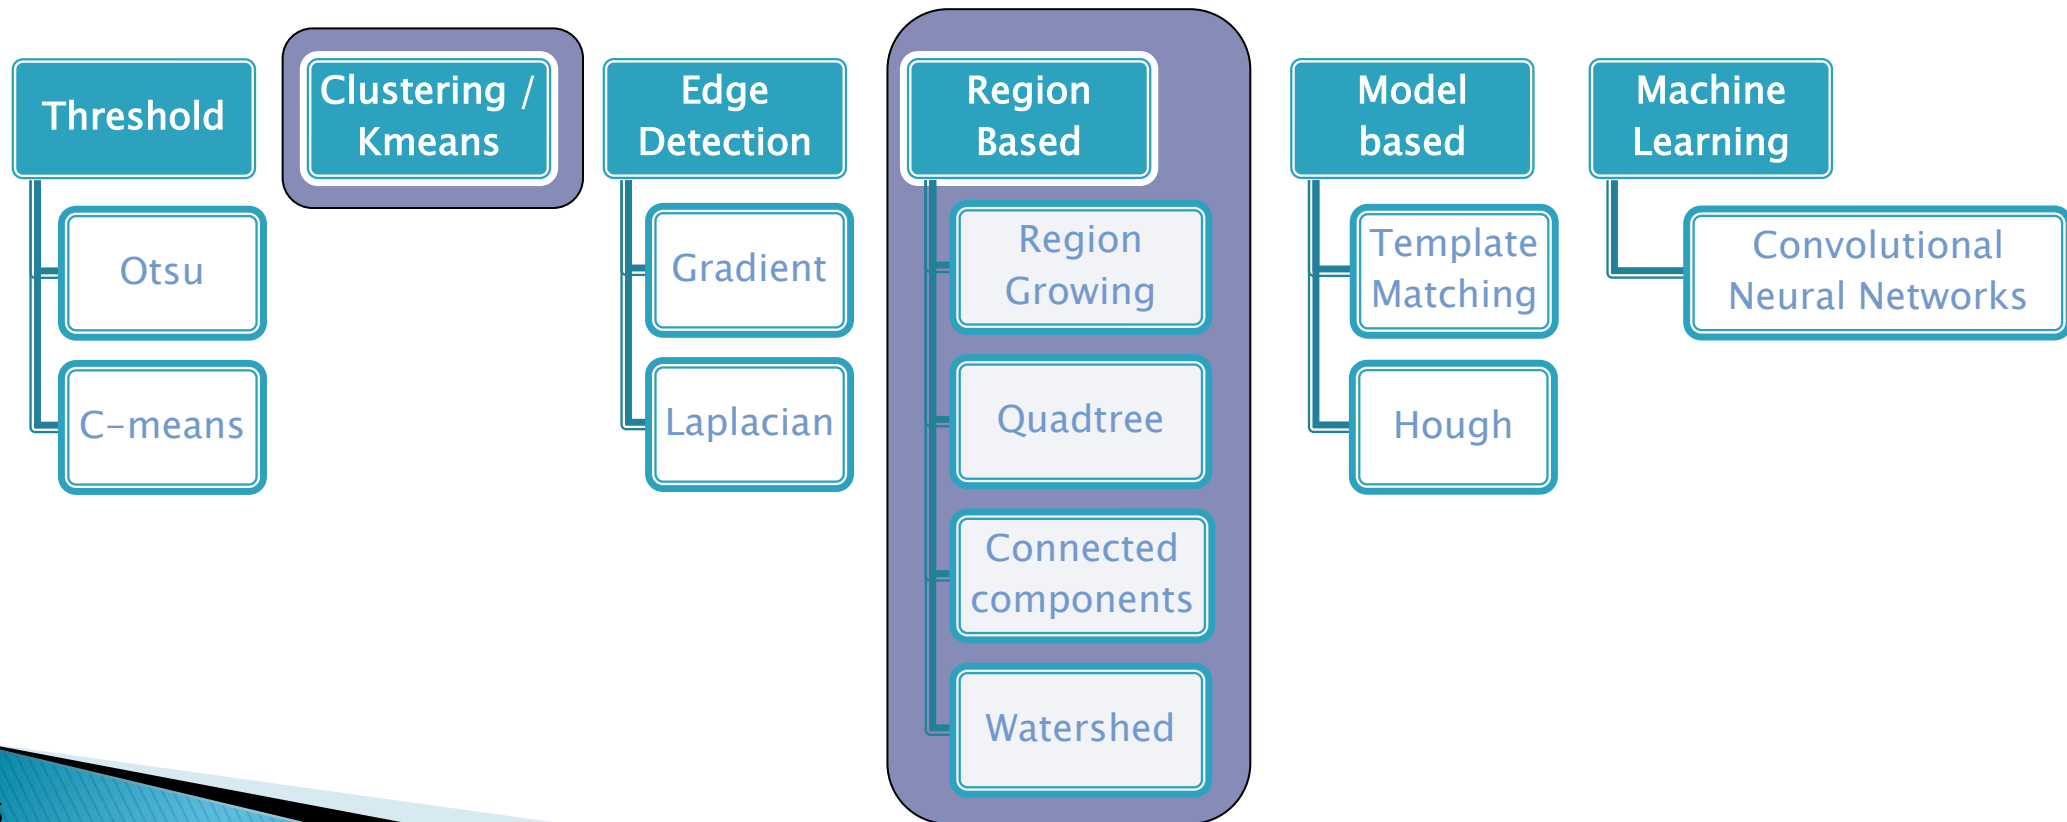 Threshold
Otsu
C-means
Clustering /
Kmeans
Edge
Detection
Gradient
Laplacian
Region
Based
Region
Growing
Quadtree
Connected
components
Watershed
Model
based
Template
Matching
Hough
Machine
Learning
Convolutional
Neural Networks